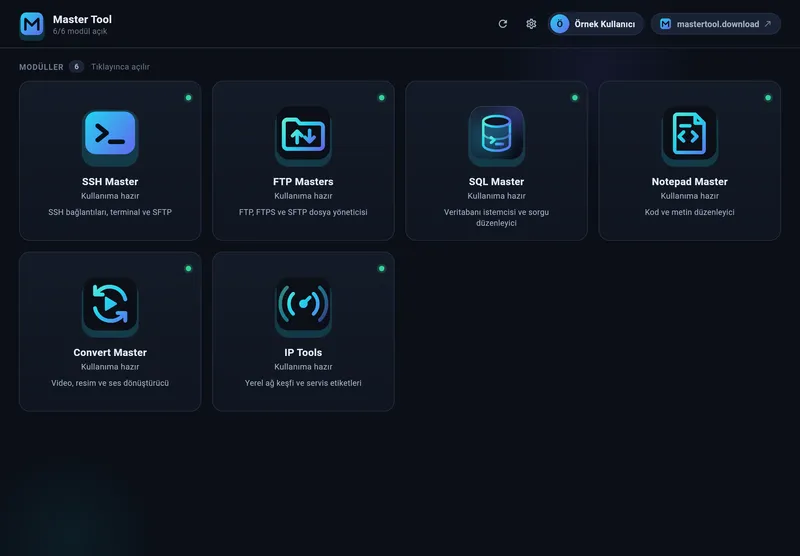 Master Tool
6/6 modül açık
Ö
Örnek Kullanıcı
mastertool.download
MODÜLLER
6
Tıklayınca açılır
SSH Master
Kullanıma hazır
SSH bağlantıları, terminal ve SFTP
FTP Masters
Kullanıma hazır
FTP, FTPS ve SFTP dosya yöneticisi
SQL Master
Kullanıma hazır
Veritabanı istemcisi ve sorgu
düzenleyici
Notepad Master
Kullanıma hazır
Kod ve metin düzenleyici
Convert Master
Kullanıma hazır
Video, resim ve ses dönüştürücü
IP Tools
Kullanıma hazır
Yerel ağ keşfi ve servis etiketleri